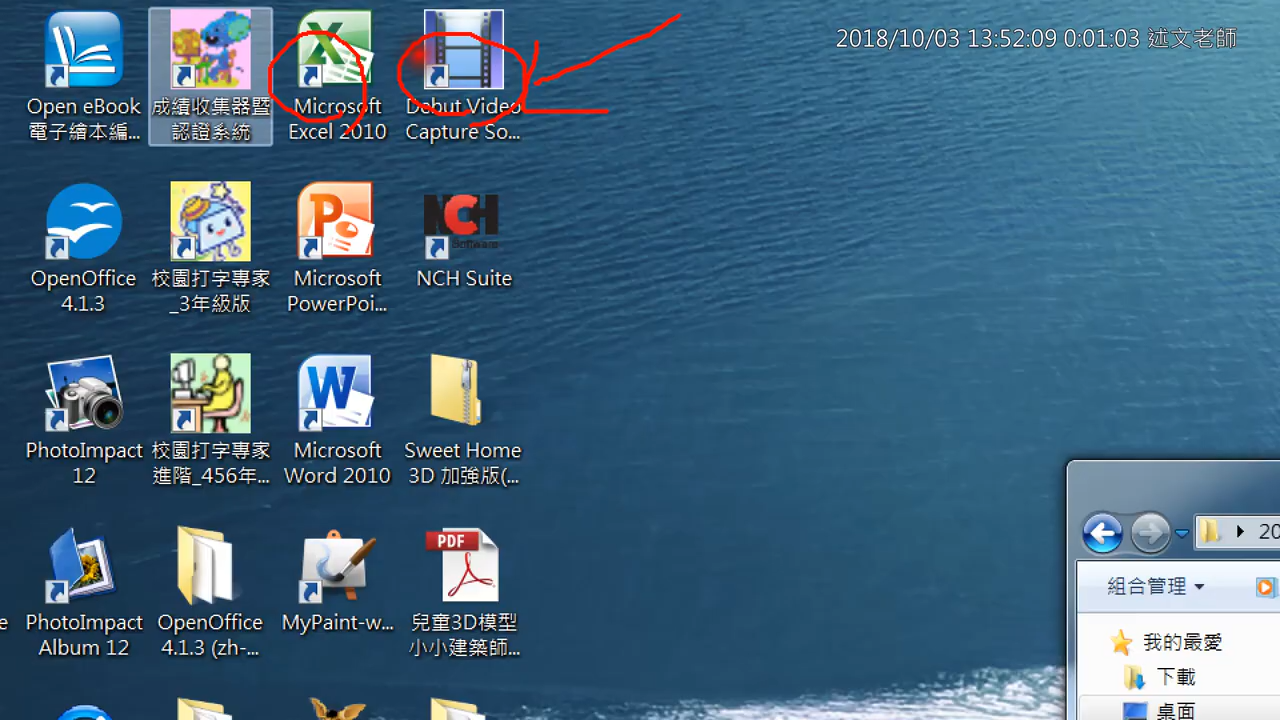 2018/10/03 13:52:09 0:01:03 述文老師
Open eBook
電子繪本編...
成績收集器暨
認證系統
Microsoft
Excel 2010
Debut Video
Capture So...
OpenOffice
4.1.3
校園打字專家
_3年級版
P
Microsoft
PowerPoi...
NCH
Software
NCH Suite
PhotoImpact
12
校園打字專家
進階_456年...
W
Microsoft
Word 2010
Sweet Home
3D 加強版(...
e
PhotoImpact
Album 12
OpenOffice
4.1.3 (zh-...
MyPaint-w...
PDF
兒童3D模型
小小建築師...
20
組合管理
我的最愛
下載
桌面